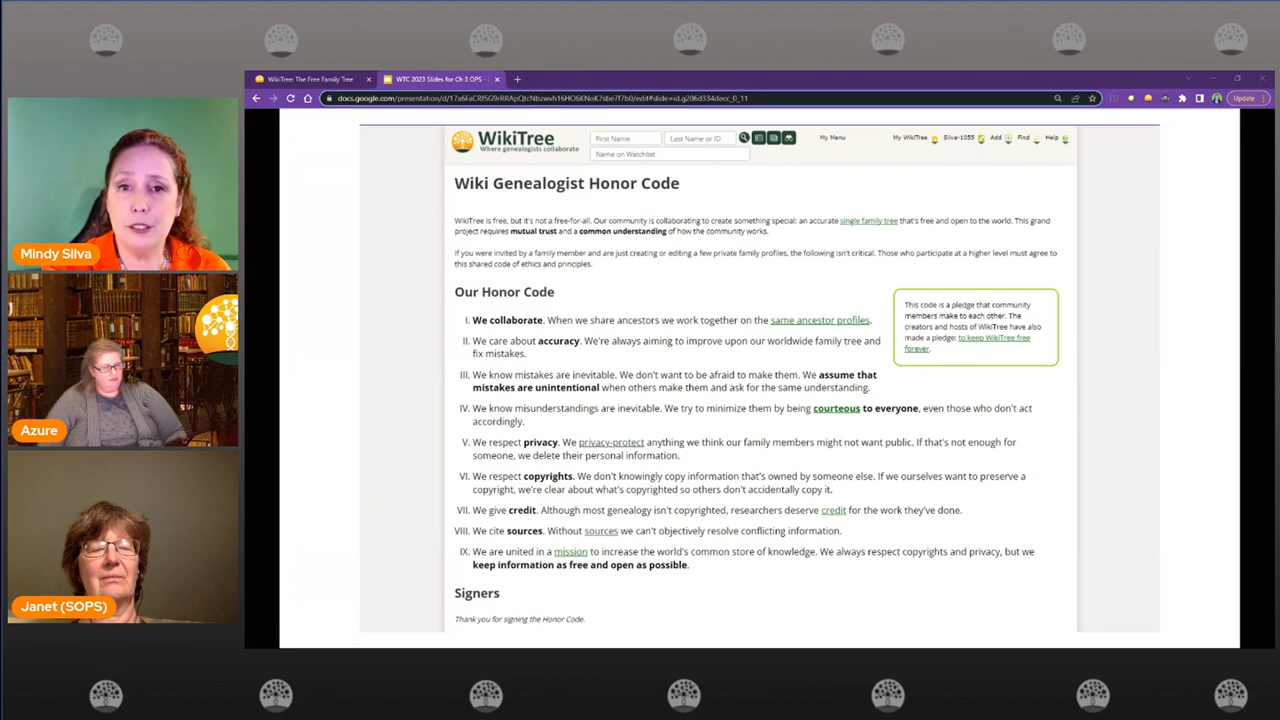 WikiTree: The Free Family Tree
WTC 2023 Slides for Ch 3 OPS -
Update
WikiTree
Where genealogists collaborate
First Name
Last Name or ID
Name on Watchlist
My Menu
My WikiTree
Silva-1055
Add
Find
Help
Wiki Genealogist Honor Code
WikiTree is free, but it's not a free-for-all. Our community is collaborating to create something special: an accurate single family tree that's free and open to the world. This grand
project requires mutual trust and a common understanding of how the community works.
If you were invited by a family member and are just creating or editing a few private family profiles, the following isn't critical. Those who participate at a higher level must agree to
this shared code of ethics and principles.
Our Honor Code
I. We collaborate. When we share ancestors we work together on the same ancestor profiles.
II. We care about accuracy. We're always aiming to improve upon our worldwide family tree and
fix mistakes.
III. We know mistakes are inevitable. We don't want to be afraid to make them. We assume that
mistakes are unintentional when others make them and ask for the same understanding.
IV. We know misunderstandings are inevitable. We try to minimize them by being courteous to everyone, even those who don't act
accordingly.
V. We respect privacy. We privacy-protect anything we think our family members might not want public. If that's not enough for
someone, we delete their personal information.
VI. We respect copyrights. We don't knowingly copy information that's owned by someone else. If we ourselves want to preserve a
copyright, we're clear about what's copyrighted so others don't accidentally copy it.
VII. We give credit. Although most genealogy isn't copyrighted, researchers deserve credit for the work they've done.
VIII. We cite sources. Without sources we can't objectively resolve conflicting information.
IX. We are united in a mission to increase the world's common store of knowledge. We always respect copyrights and privacy, but we
keep information as free and open as possible.
This code is a pledge that community
members make to each other. The
creators and hosts of WikiTree have also
made a pledge: to keep WikiTree free
forever.
Signers
Thank you for signing the Honor Code.
Mindy Silva
Azure
Janet (SOPS)